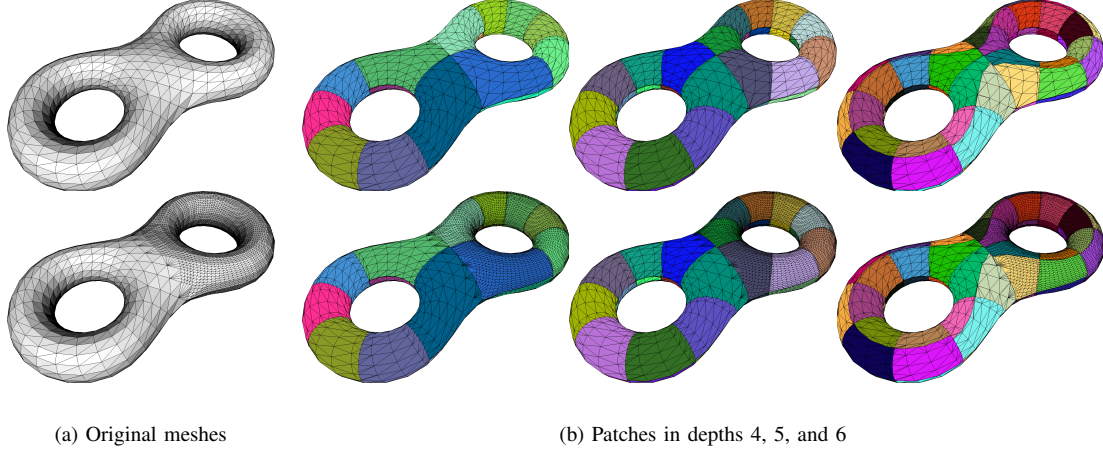 (a) Original meshes
(b) Patches in depths 4, 5, and 6